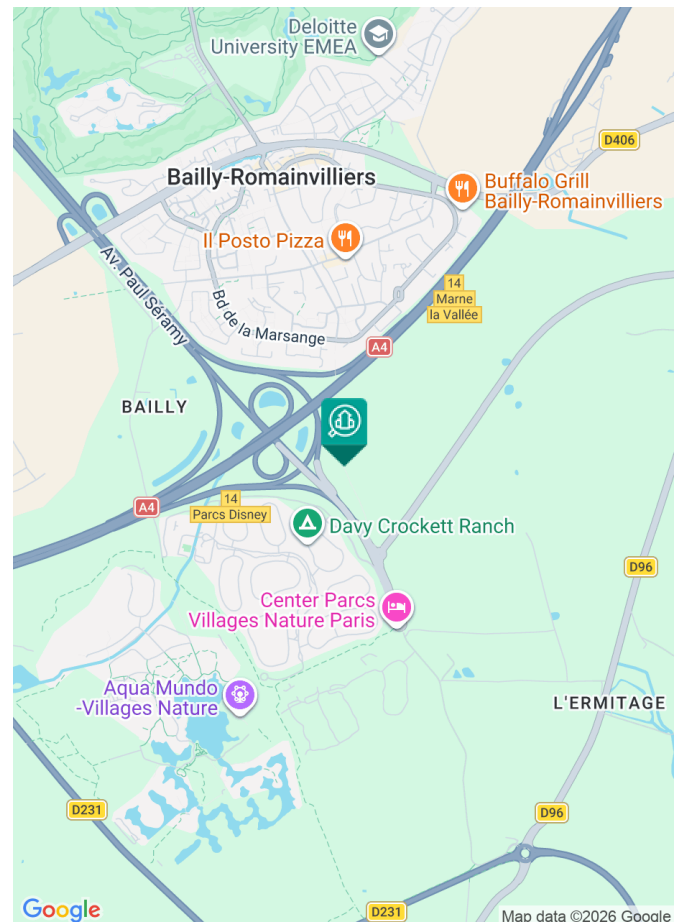 Deloitte
University EMEA
D406
Bailly-Romainvilliers
Buffalo Grill
Bailly-Romainvilliers
Il Posto Pizza
Av. Paul Séramy
14
Marne
la Vallée
Bd de la Marsange
A4
BAILLY
A4
14
Parcs Disney
Davy Crockett Ranch
D96
Center Parcs
Villages Nature Paris
Aqua Mundo
-Villages Nature
L'ERMITAGE
D231
D96
D231
Google
Map data ©2026 Google